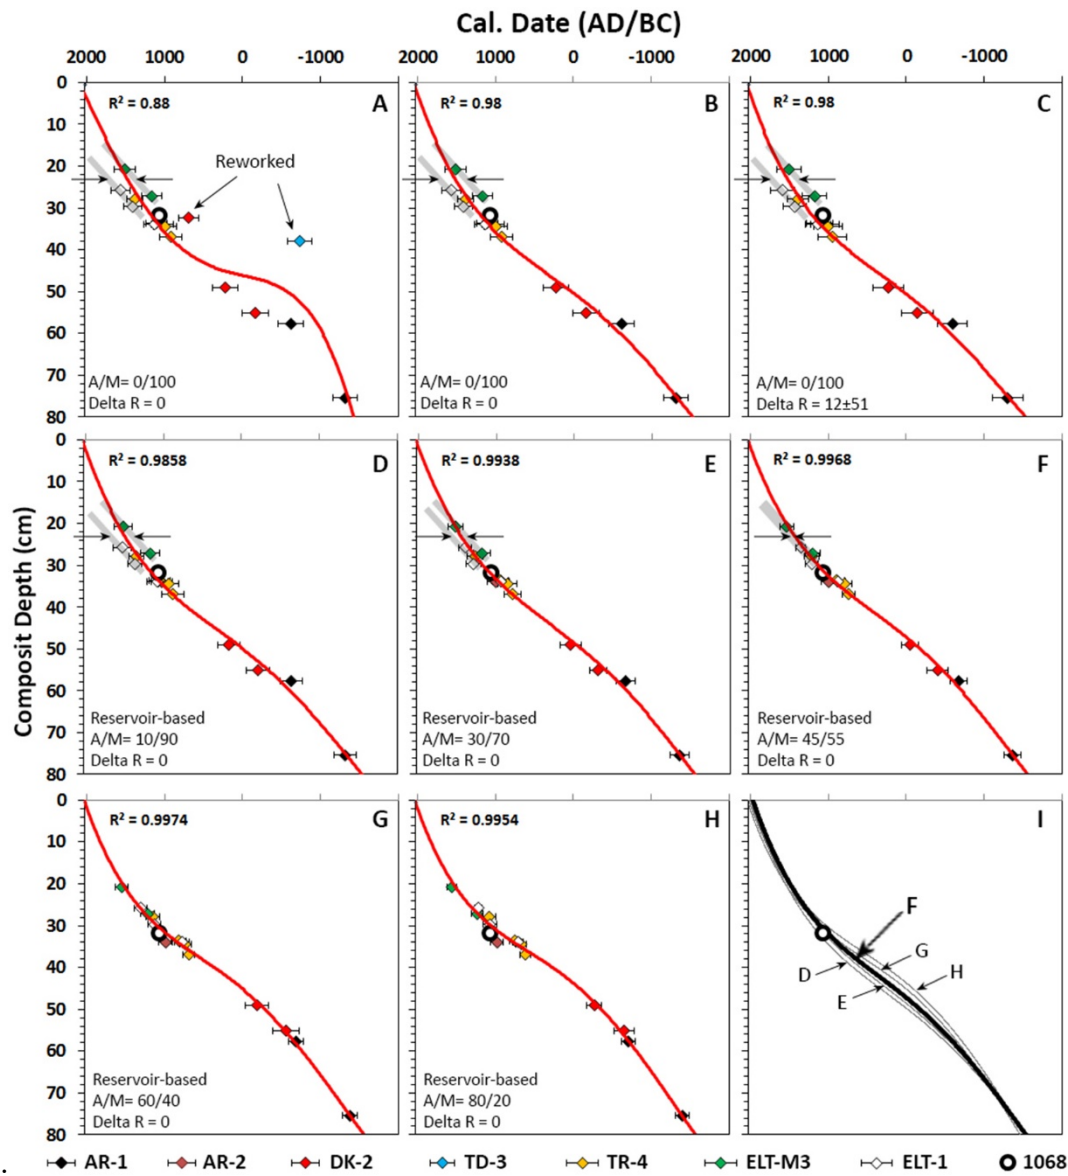 Cal. Date (AD/BC)
2000 1000 0 -1000 2000 1000 0 -1000 2000 1000 0 -1000
0
10
20
30
40
50
60
70
80
R² = 0.88
A
Reworked
A/M= 0/100
Delta R = 0
R² = 0.98
B
A/M= 0/100
Delta R = 0
R² = 0.98
C
A/M= 0/100
Delta R = 12±51
Composit Depth (cm)
0
10
20
30
40
50
60
70
80
R² = 0.9858
D
Reservoir-based
A/M= 10/90
Delta R = 0
R² = 0.9938
E
Reservoir-based
A/M= 30/70
Delta R = 0
R² = 0.9968
F
Reservoir-based
A/M= 45/55
Delta R = 0
0
10
20
30
40
50
60
70
80
R² = 0.9974
G
Reservoir-based
A/M= 60/40
Delta R = 0
R² = 0.9954
H
Reservoir-based
A/M= 80/20
Delta R = 0
I
F
G
D
H
E
. AR-1 AR-2 DK-2 TD-3 TR-4 ELT-M3 ELT-1 1068